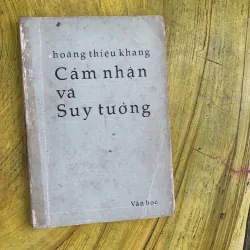 hoàng thiệu khang
Cảm nhận
và
Suy tưởng
Văn học